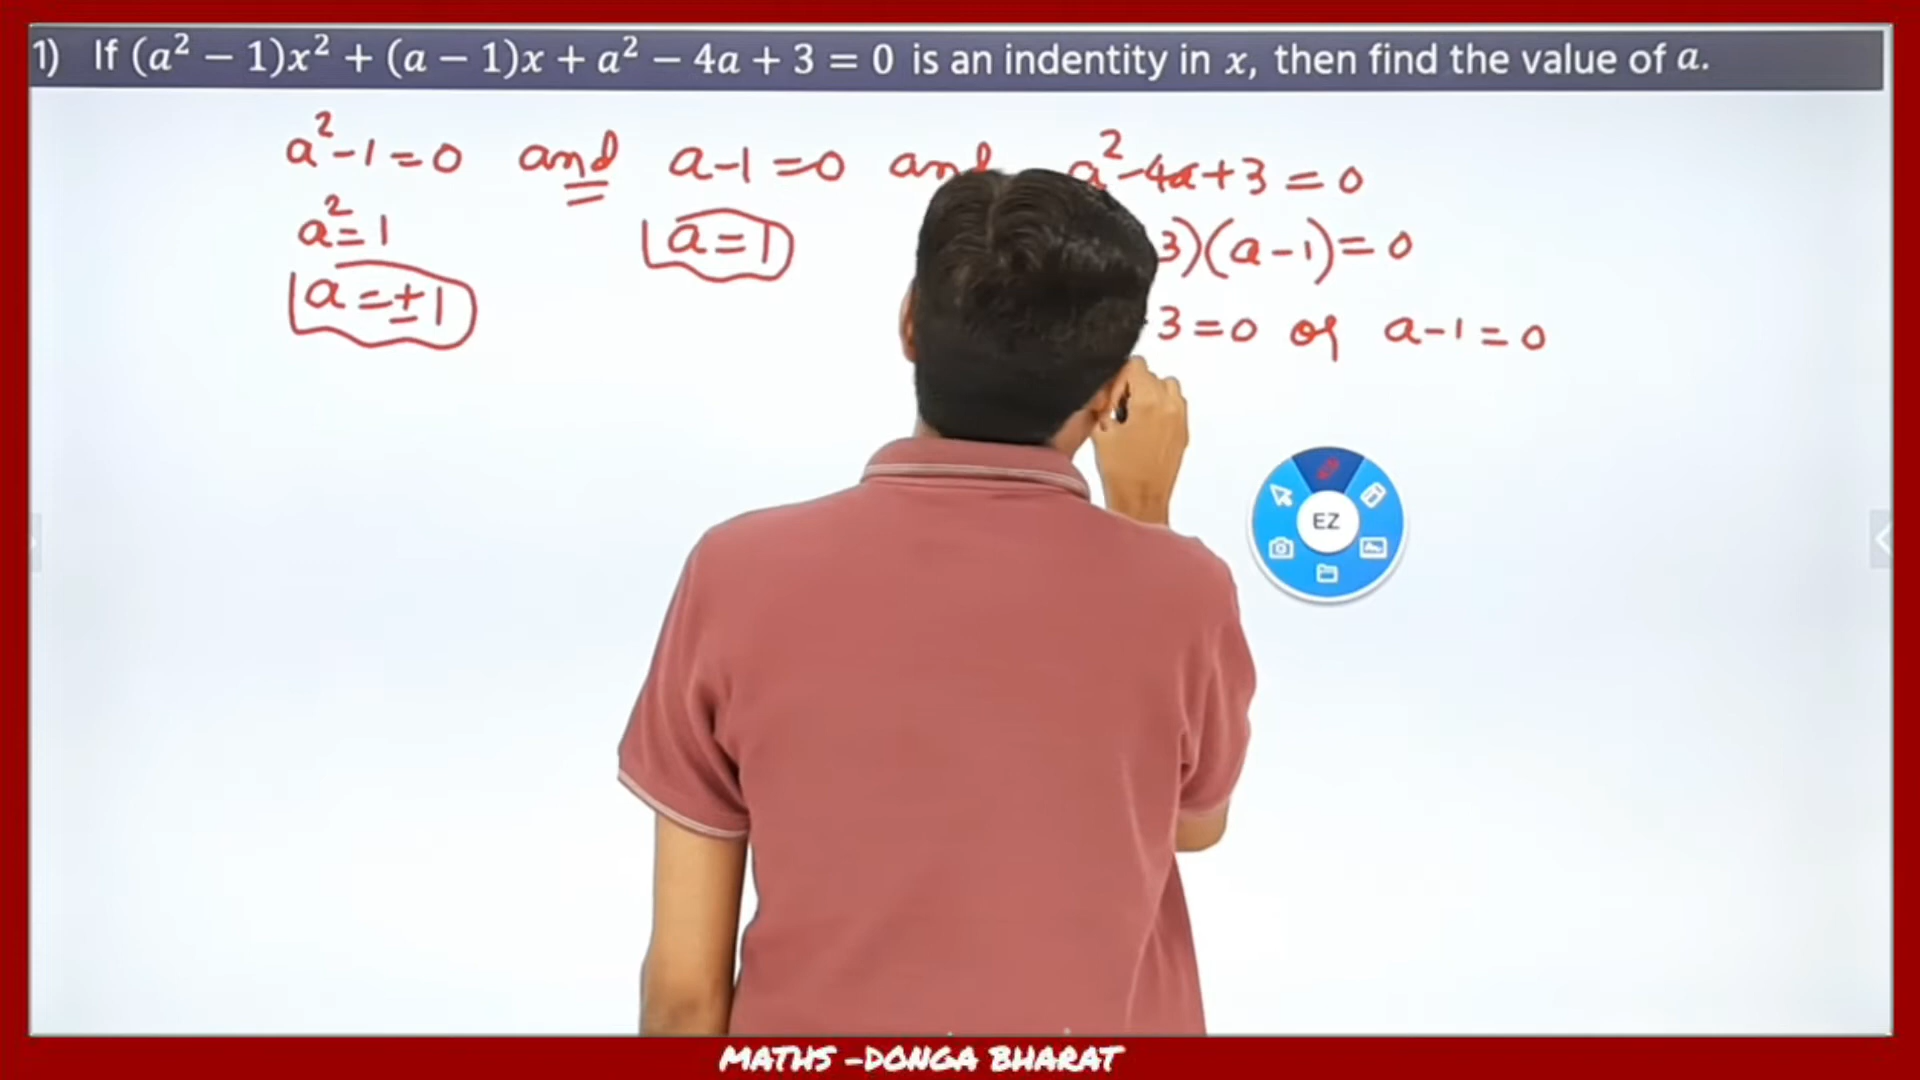 1) If (a² − 1)x² + (a − 1)x + a² − 4a + 3 = 0 is an indentity in x, then find the value of a.
a²-1=0 and a-1=0 and a²-4a+3=0
a²=1 a=1 3)(a-1)=0
a=±1 3=0 or a-1=0
EZ
MATHS -DONGA BHARAT